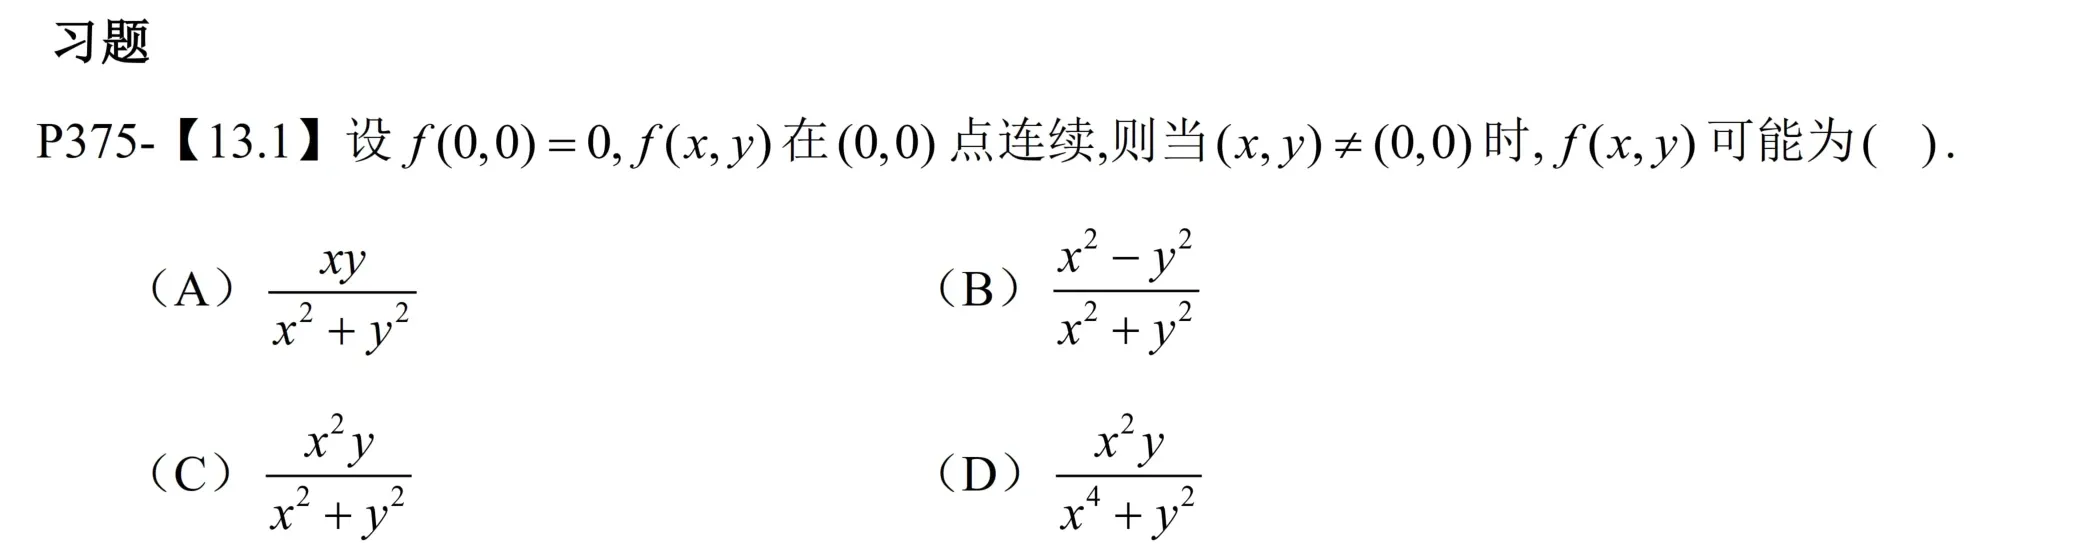 习题
P375-【13.1】设 f(0,0) = 0, f(x, y) 在 (0,0) 点连续,则当 (x, y) ≠ (0,0) 时, f(x, y) 可能为( ).
（A）$\frac{xy}{x^2+y^2}$ （B）$\frac{x^2-y^2}{x^2+y^2}$
（C）$\frac{x^2y}{x^2+y^2}$ （D）$\frac{x^2y}{x^4+y^2}$